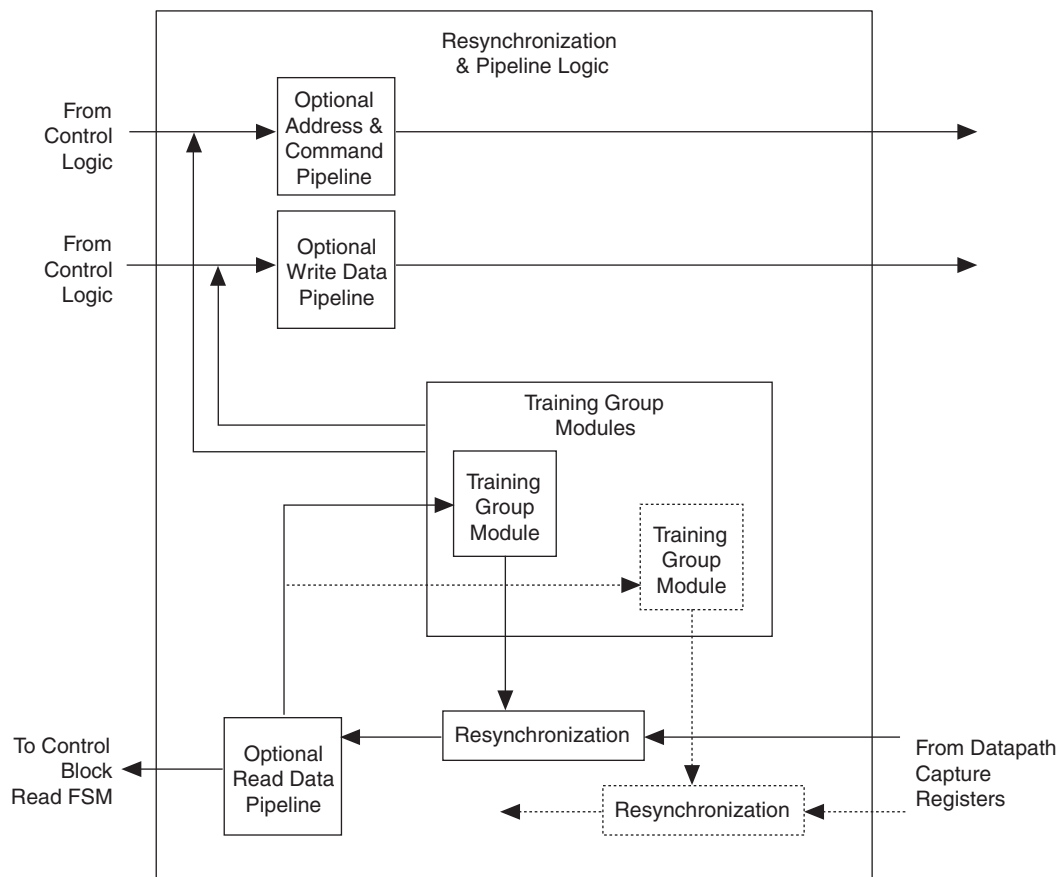 Resynchronization
& Pipeline Logic
From
Control
Logic
Optional
Address &
Command
Pipeline
From
Control
Logic
Optional
Write Data
Pipeline
Training Group
Modules
Training
Group
Module
Training
Group
Module
To Control
Block
Read FSM
Optional
Read Data
Pipeline
Resynchronization
Resynchronization
From Datapath
Capture
Registers